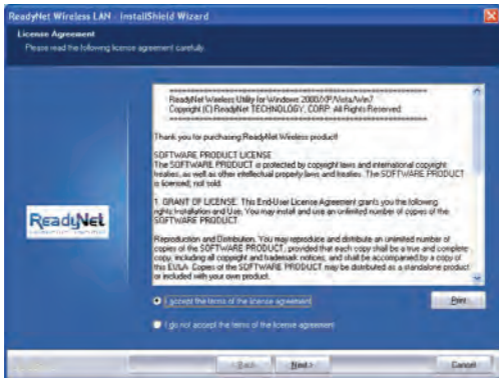 ReadyNet Wireless LAN - InstallShield Wizard
License Agreement
Please read the following license agreement carefully.
ReadyNet Wireless Utility for Windows 2000/XP/Vista/Win7
Copyright (C) ReadyNet TECHNOLOGY, CORP. All Rights Reserved.
Thank you for purchasing ReadyNet Wireless product!
SOFTWARE PRODUCT LICENSE
The SOFTWARE PRODUCT is protected by copyright laws and international copyright
treaties, as well as other intellectual property laws and treaties. The SOFTWARE PRODUCT
is licensed, not sold.
1. GRANT OF LICENSE. This End-User License Agreement grants you the following
rights:Installation and Use. You may install and use an unlimited number of copies of the
SOFTWARE PRODUCT.
Reproduction and Distribution. You may reproduce and distribute an unlimited number of
copies of the SOFTWARE PRODUCT, provided that each copy shall be a true and complete
copy, including all copyright and trademark notices, and shall be accompanied by a copy of
this EULA. Copies of the SOFTWARE PRODUCT may be distributed as a standalone product
or included with your own product.
ReadyNet
I accept the terms of the license agreement
Print
I do not accept the terms of the license agreement
< Back
Next >
Cancel